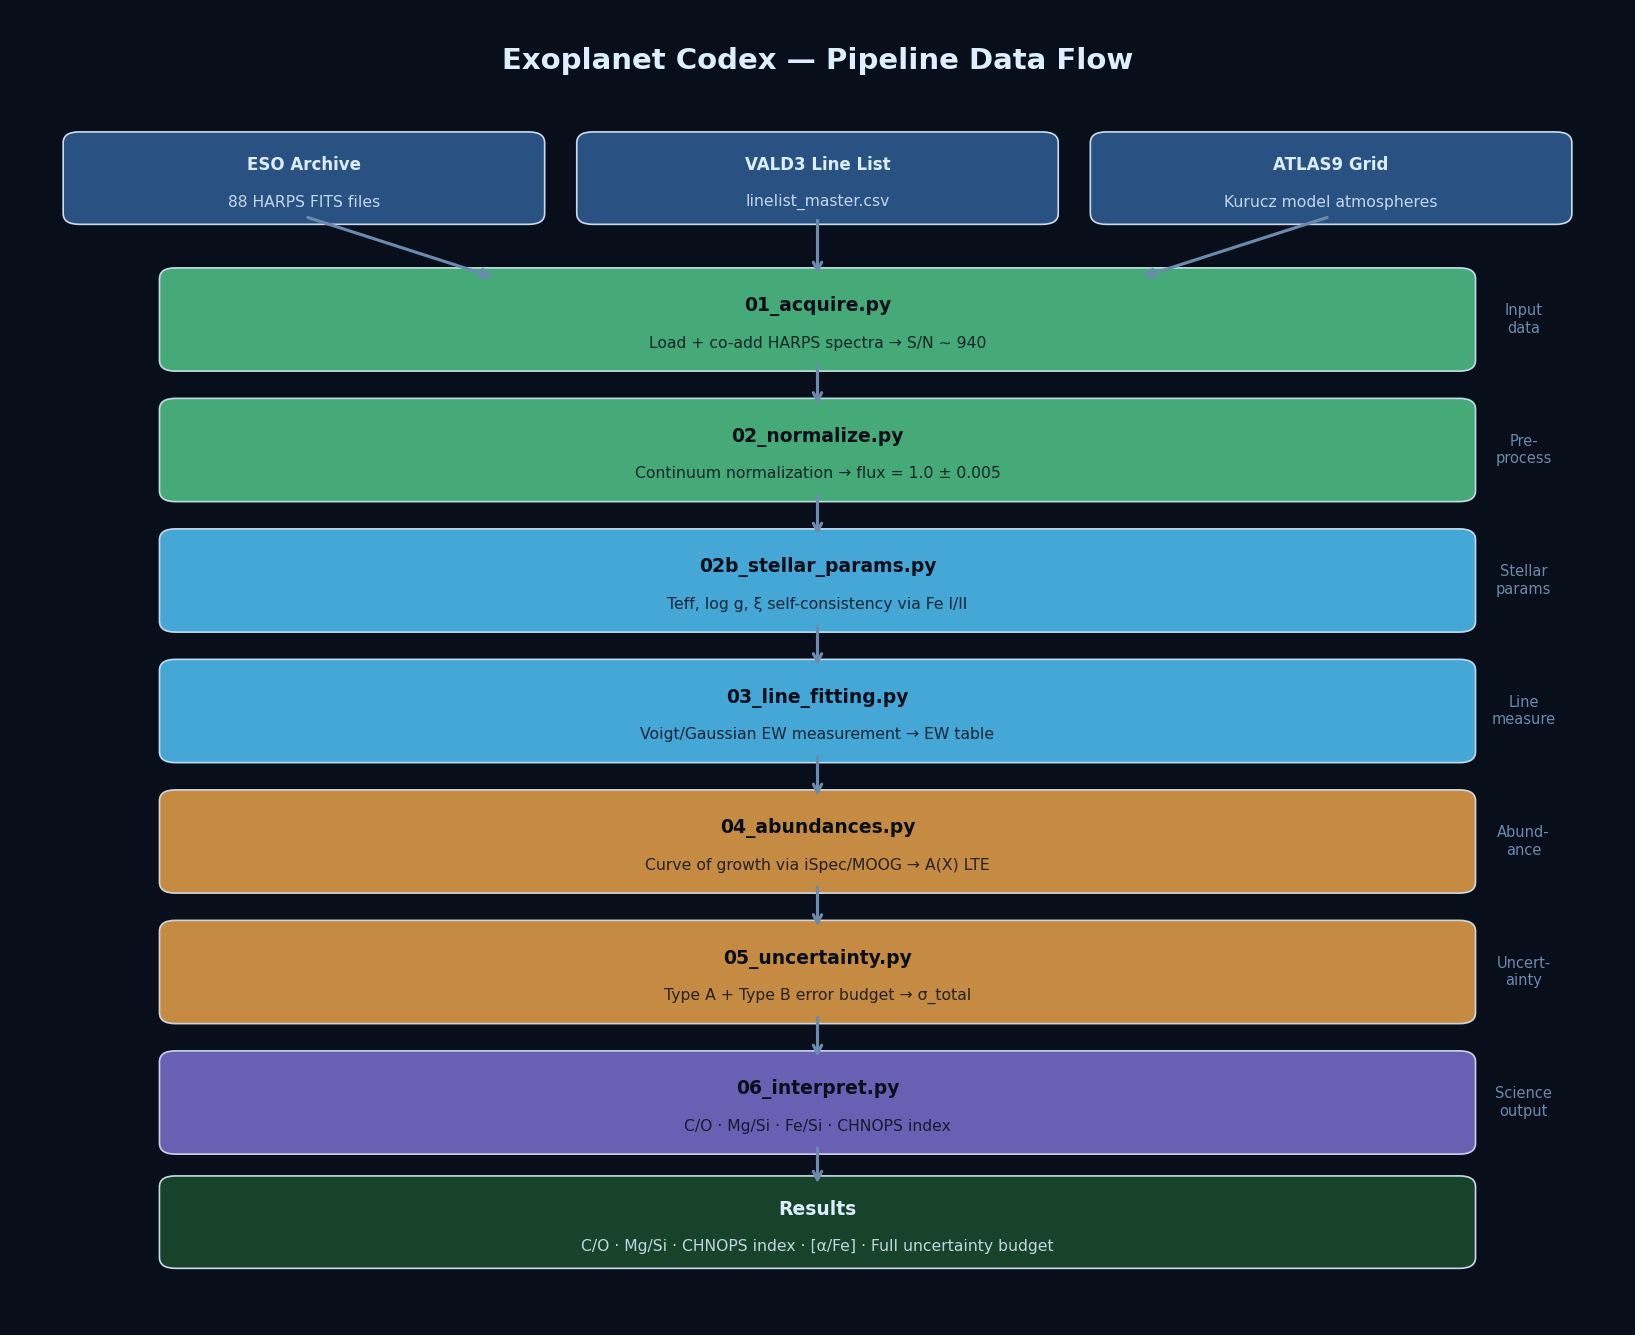 Exoplanet Codex — Pipeline Data Flow
ESO Archive
88 HARPS FITS files
VALD3 Line List
linelist_master.csv
ATLAS9 Grid
Kurucz model atmospheres
01_acquire.py
Load + co-add HARPS spectra → S/N ~ 940
Input
data
02_normalize.py
Continuum normalization → flux = 1.0 ± 0.005
Pre-
process
02b_stellar_params.py
Teff, log g, ξ self-consistency via Fe I/II
Stellar
params
03_line_fitting.py
Voigt/Gaussian EW measurement → EW table
Line
measure
04_abundances.py
Curve of growth via iSpec/MOOG → A(X) LTE
Abund-
ance
05_uncertainty.py
Type A + Type B error budget → σ_total
Uncert-
ainty
06_interpret.py
C/O · Mg/Si · Fe/Si · CHNOPS index
Science
output
Results
C/O · Mg/Si · CHNOPS index · [α/Fe] · Full uncertainty budget